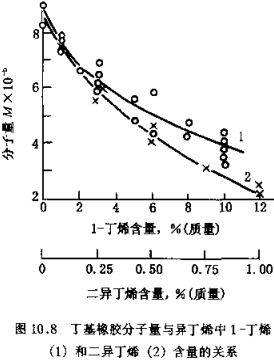 分子量 M×10⁻⁵
8
6
4
2
1
2
0 2 4 6 8 10 12
1-丁烯含量,%(质量)
0 0.25 0.50 0.75 1.00
二异丁烯含量,%(质量)
图 10.8 丁基橡胶分子量与异丁烯中1-丁烯
(1) 和二异丁烯 (2) 含量的关系